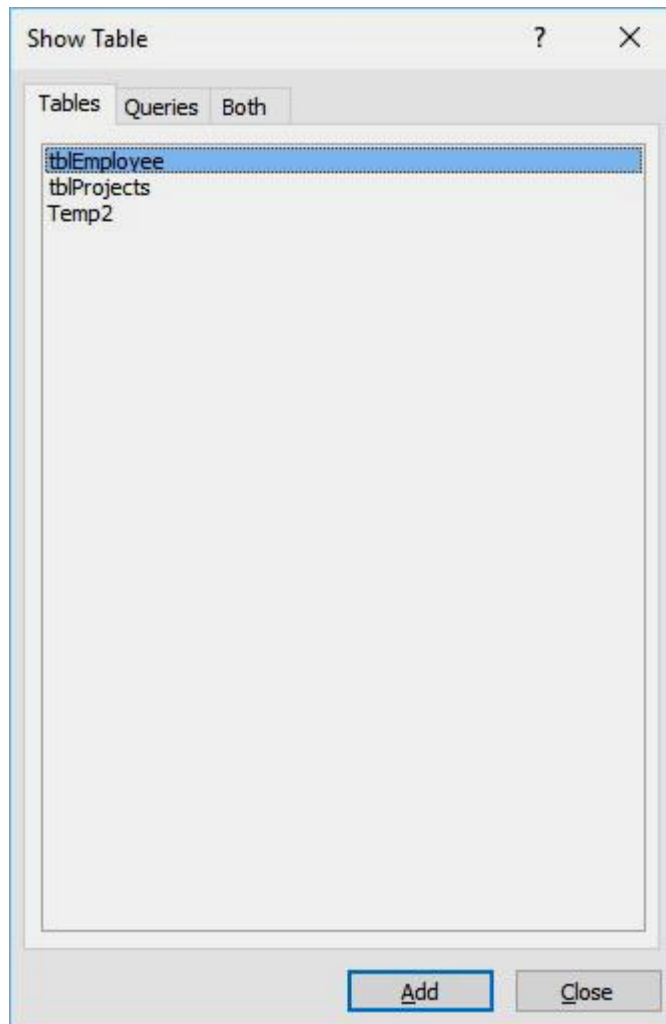 Show Table ?
Tables Queries Both
tblEmployee
tblProjects
Temp2
Add Close